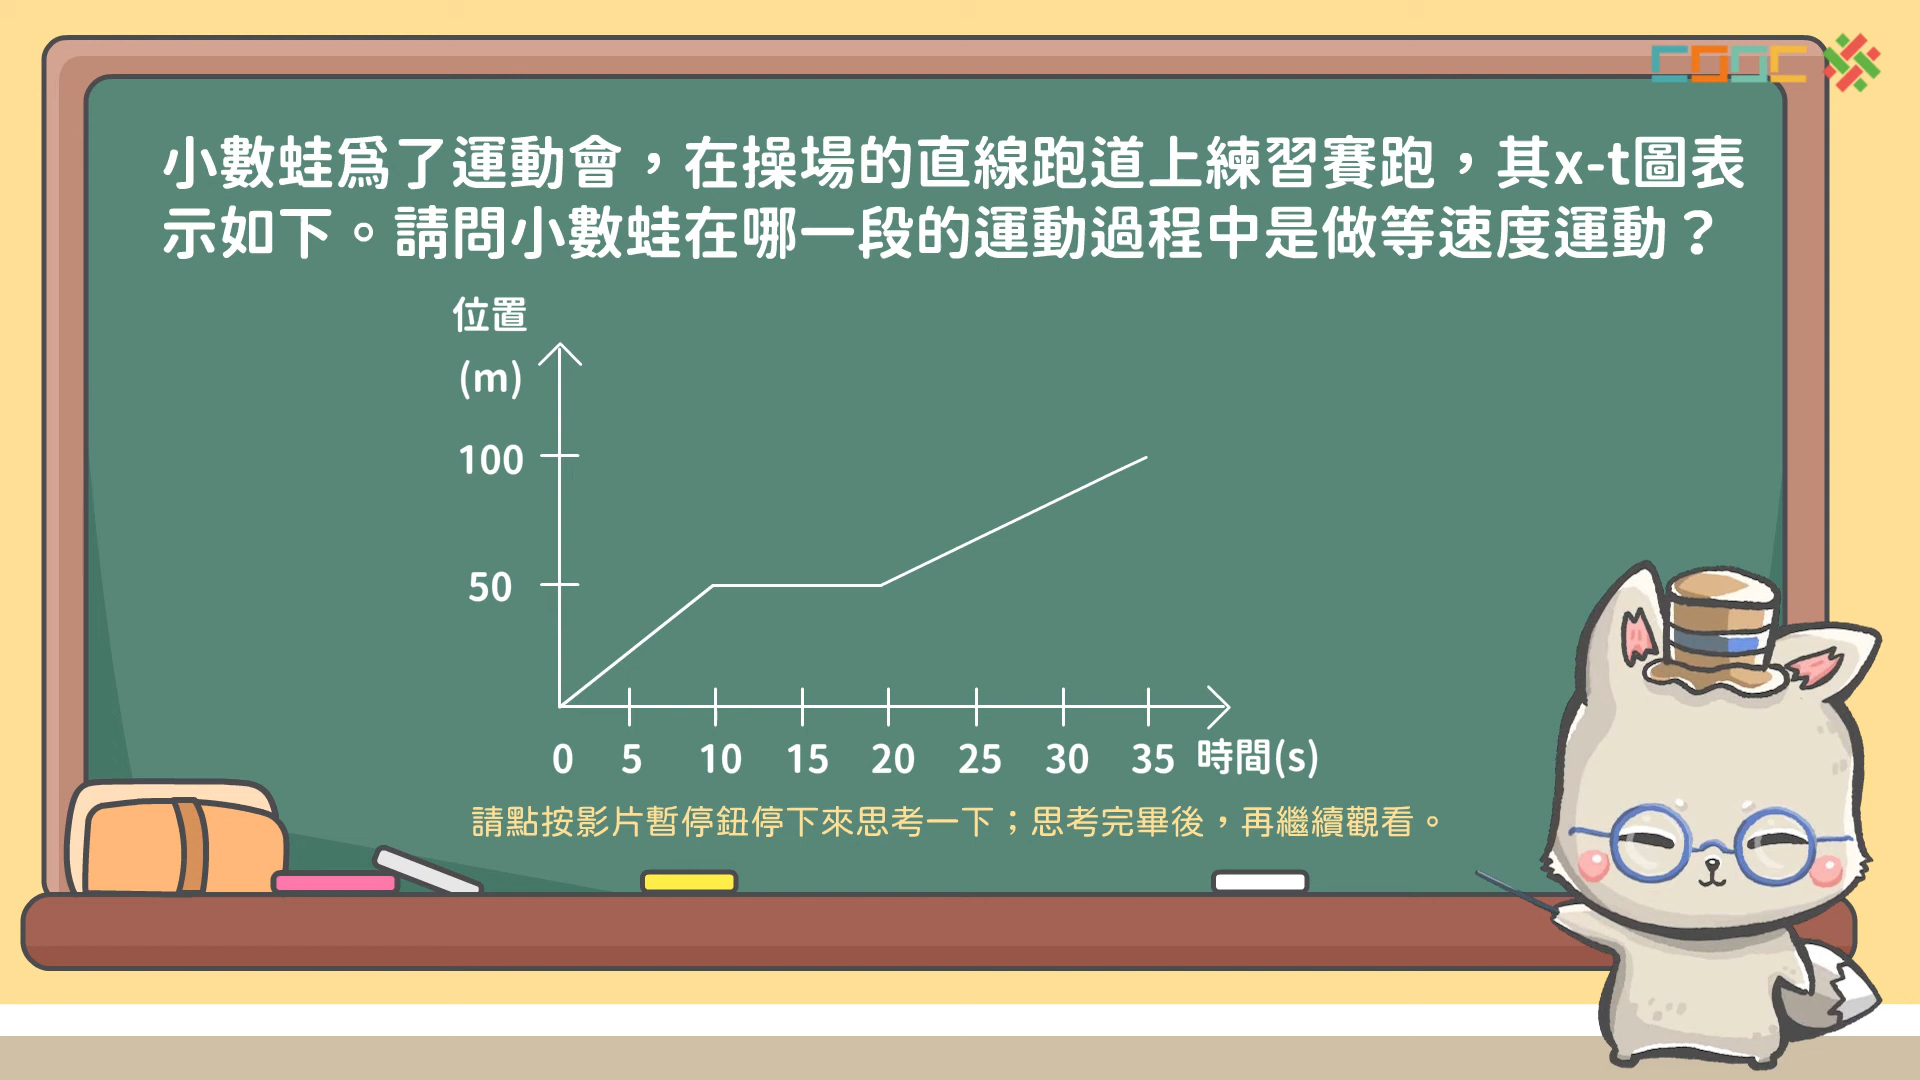 COOC
小數蛙爲了運動會，在操場的直線跑道上練習賽跑，其x-t圖表
示如下。請問小數蛙在哪一段的運動過程中是做等速度運動？
位置
(m)
100
50
0 5 10 15 20 25 30 35 時間(s)
請點按影片暫停鈕停下來思考一下；思考完畢後，再繼續觀看。